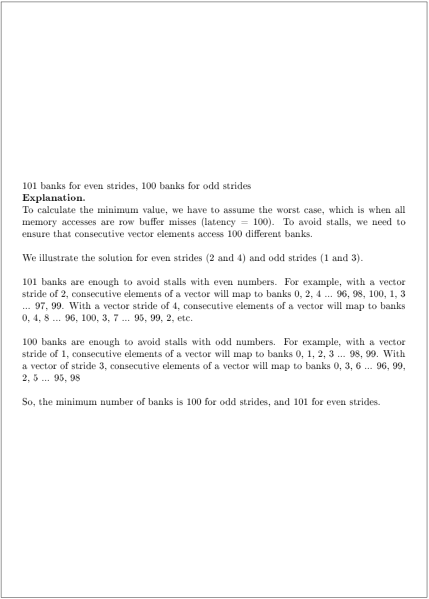 101 banks for even strides, 100 banks for odd strides
Explanation.
To calculate the minimum value, we have to assume the worst case, which is when all
memory accesses are row buffer misses (latency = 100). To avoid stalls, we need to
ensure that consecutive vector elements access 100 different banks.
We illustrate the solution for even strides (2 and 4) and odd strides (1 and 3).
101 banks are enough to avoid stalls with even numbers. For example, with a vector
stride of 2, consecutive elements of a vector will map to banks 0, 2, 4 ... 96, 98, 100, 1, 3
... 97, 99. With a vector stride of 4, consecutive elements of a vector will map to banks
0, 4, 8 ... 96, 100, 3, 7 ... 95, 99, 2, etc.
100 banks are enough to avoid stalls with odd numbers. For example, with a vector
stride of 1, consecutive elements of a vector will map to banks 0, 1, 2, 3 ... 98, 99. With
a vector of stride 3, consecutive elements of a vector will map to banks 0, 3, 6 ... 96, 99,
2, 5 ... 95, 98
So, the minimum number of banks is 100 for odd strides, and 101 for even strides.